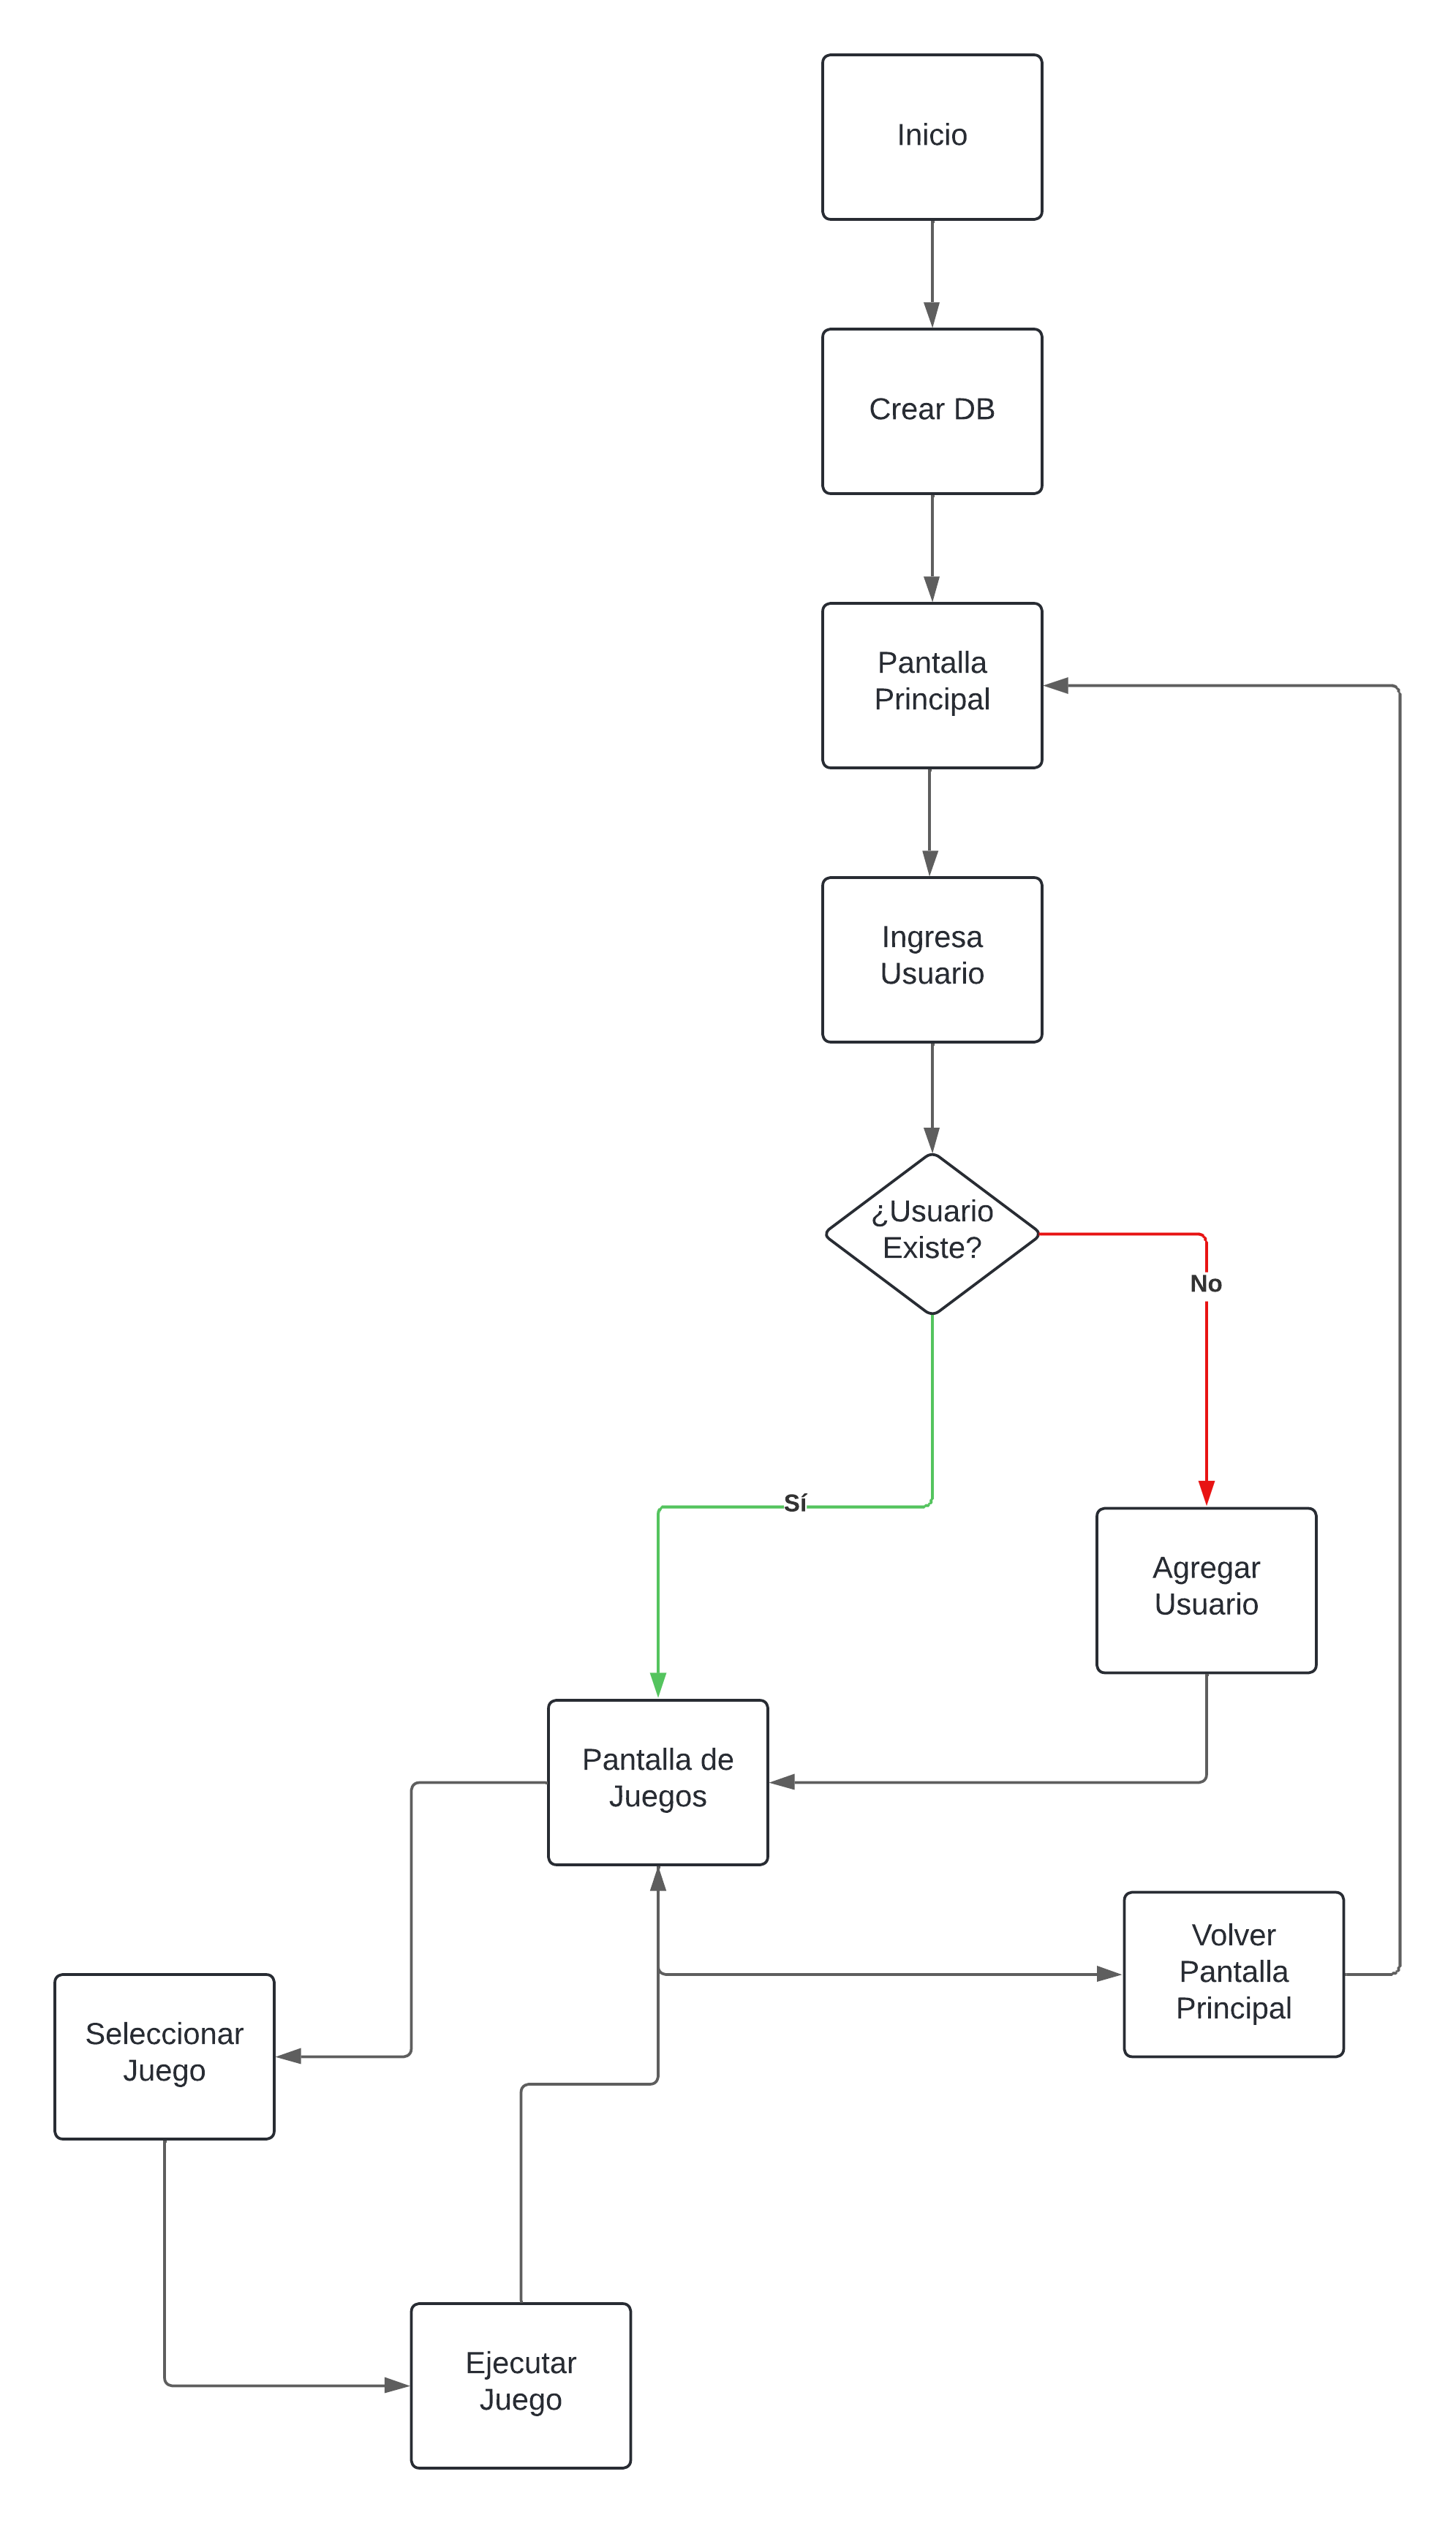 Inicio
Crear DB
Pantalla
Principal
Ingresa
Usuario
¿Usuario
Existe?
No
Sí
Agregar
Usuario
Pantalla de
Juegos
Volver
Pantalla
Principal
Seleccionar
Juego
Ejecutar
Juego